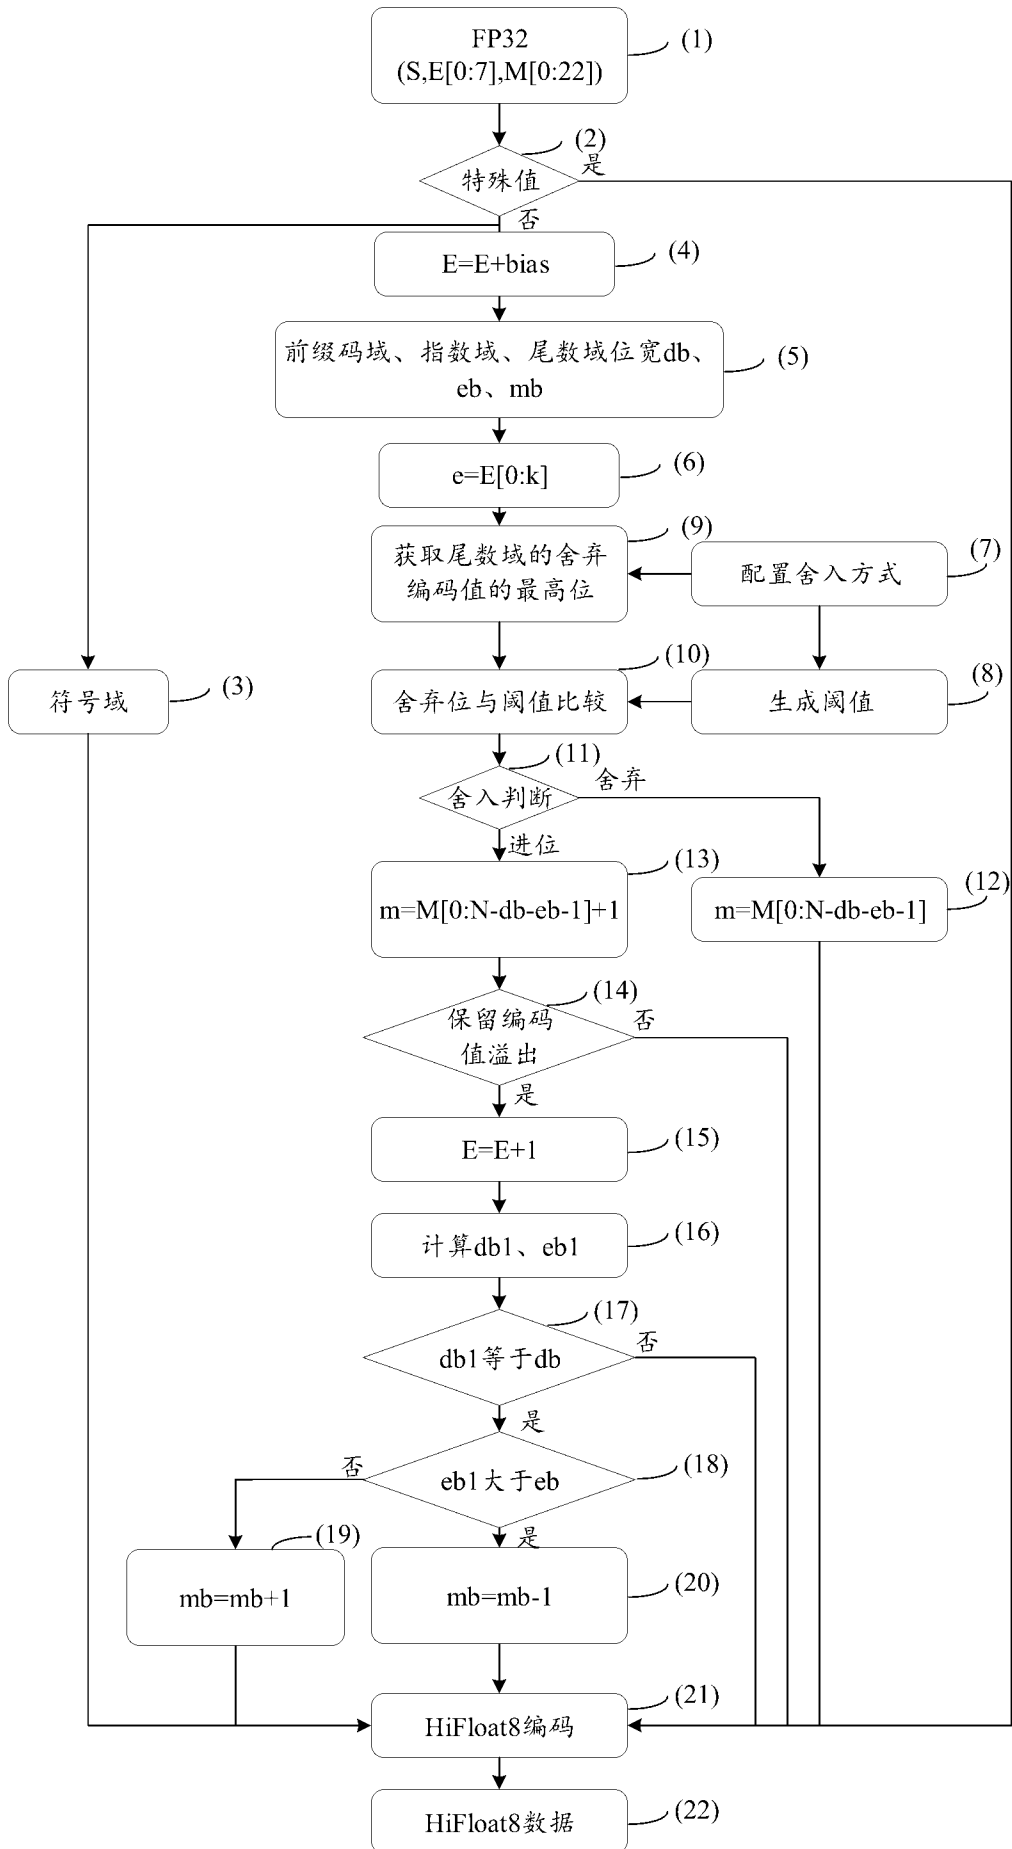 FP32
(S,E[0:7],M[0:22])
(1)
(2)
特殊值
是
否
E=E+bias
(4)
前缀码域、指数域、尾数域位宽db、
eb、mb
(5)
e=E[0:k]
(6)
获取尾数域的舍弃
编码值的最高位
(9)
配置舍入方式
(7)
符号域
(3)
舍弃位与阈值比较
(10)
生成阈值
(8)
(11)
舍入判断
舍弃
进位
m=M[0:N-db-eb-1]+1
(13)
m=M[0:N-db-eb-1]
(12)
(14)
保留编码
值溢出
否
是
E=E+1
(15)
计算db1、eb1
(16)
(17)
db1等于db
否
是
eb1大于eb
(18)
否
是
mb=mb+1
(19)
mb=mb-1
(20)
HiFloat8编码
(21)
HiFloat8数据
(22)